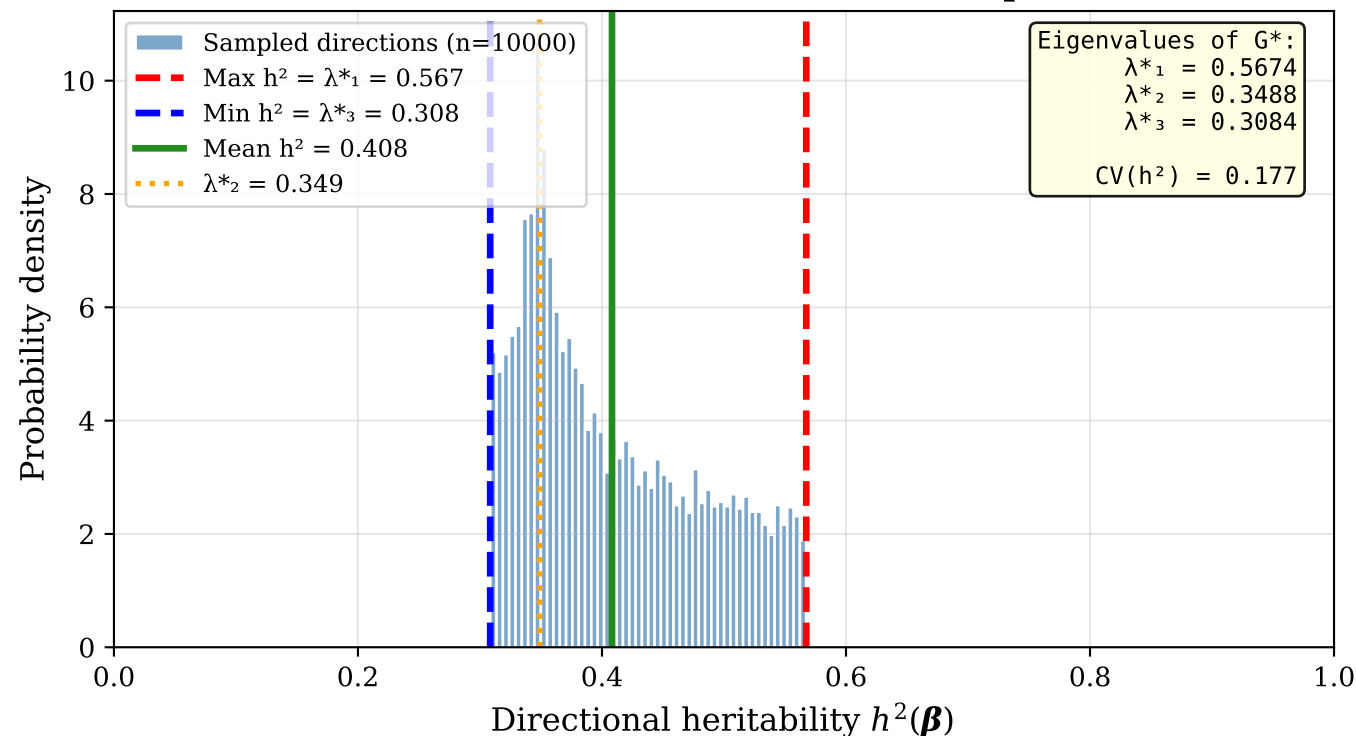 Sampled directions (n=10000)
Max h² = λ*₁ = 0.567
Min h² = λ*₃ = 0.308
Mean h² = 0.408
λ*₂ = 0.349
Eigenvalues of G*:
λ*₁ = 0.5674
λ*₂ = 0.3488
λ*₃ = 0.3084
CV(h²) = 0.177
Probability density
10
8
6
4
2
0
0.0 0.2 0.4 0.6 0.8 1.0
Directional heritability h²(β)